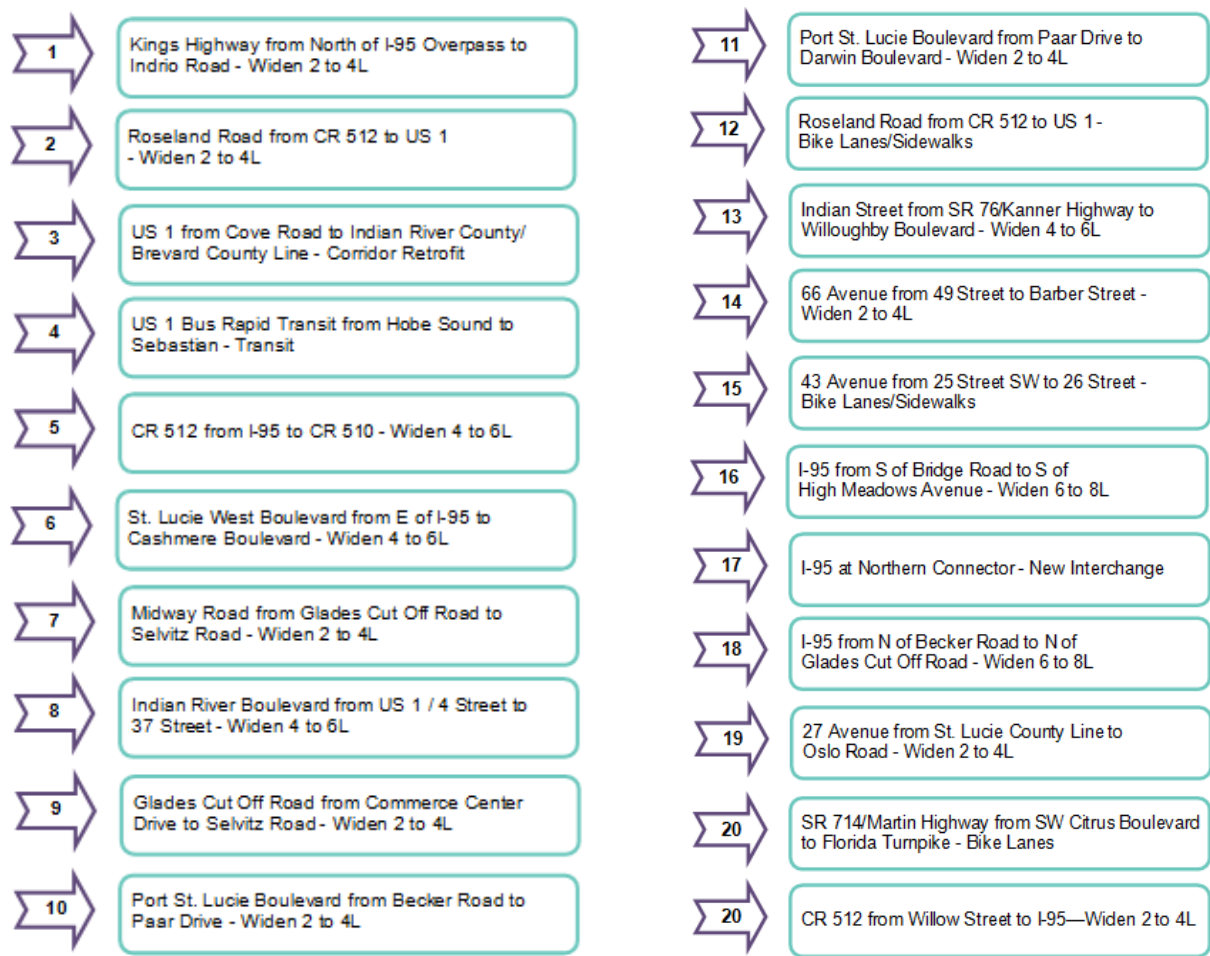 1
Kings Highway from North of I-95 Overpass to
Indrio Road - Widen 2 to 4L
2
Roseland Road from CR 512 to US 1
- Widen 2 to 4L
3
US 1 from Cove Road to Indian River County/
Brevard County Line - Corridor Retrofit
4
US 1 Bus Rapid Transit from Hobe Sound to
Sebastian - Transit
5
CR 512 from I-95 to CR 510 - Widen 4 to 6L
6
St. Lucie West Boulevard from E of I-95 to
Cashmere Boulevard - Widen 4 to 6L
7
Midway Road from Glades Cut Off Road to
Selvitz Road - Widen 2 to 4L
8
Indian River Boulevard from US 1 / 4 Street to
37 Street - Widen 4 to 6L
9
Glades Cut Off Road from Commerce Center
Drive to Selvitz Road - Widen 2 to 4L
10
Port St. Lucie Boulevard from Becker Road to
Paar Drive - Widen 2 to 4L
11
Port St. Lucie Boulevard from Paar Drive to
Darwin Boulevard - Widen 2 to 4L
12
Roseland Road from CR 512 to US 1 -
Bike Lanes/Sidewalks
13
Indian Street from SR 76/Kanner Highway to
Willoughby Boulevard - Widen 4 to 6L
14
66 Avenue from 49 Street to Barber Street -
Widen 2 to 4L
15
43 Avenue from 25 Street SW to 26 Street -
Bike Lanes/Sidewalks
16
I-95 from S of Bridge Road to S of
High Meadows Avenue - Widen 6 to 8L
17
I-95 at Northern Connector - New Interchange
18
I-95 from N of Becker Road to N of
Glades Cut Off Road - Widen 6 to 8L
19
27 Avenue from St. Lucie County Line to
Oslo Road - Widen 2 to 4L
20
SR 714/Martin Highway from SW Citrus Boulevard
to Florida Turnpike - Bike Lanes
20
CR 512 from Willow Street to I-95—Widen 2 to 4L